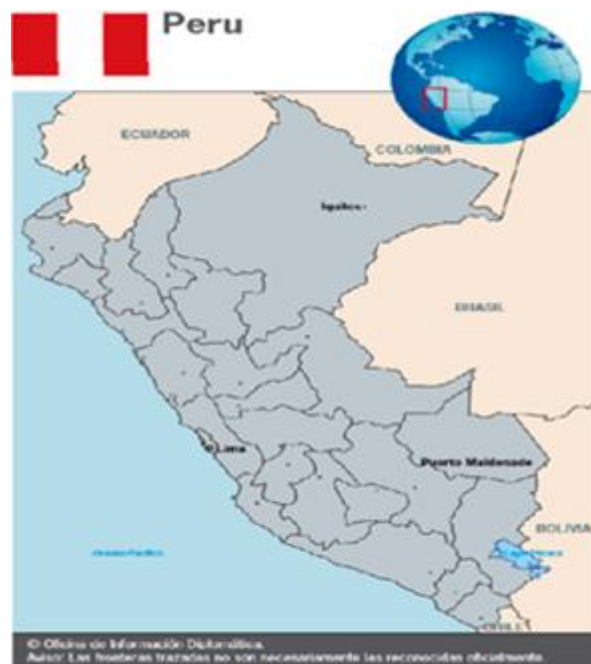 Peru
ECUADOR
COLOMBIA
Iquitos
BRASIL
Lima
Puerto Maldonado
BOLIVIA
CHILE
© Oficina de Información Diplomática.
Aviso: Las fronteras trazadas no son necesariamente las reconocidas oficialmente.